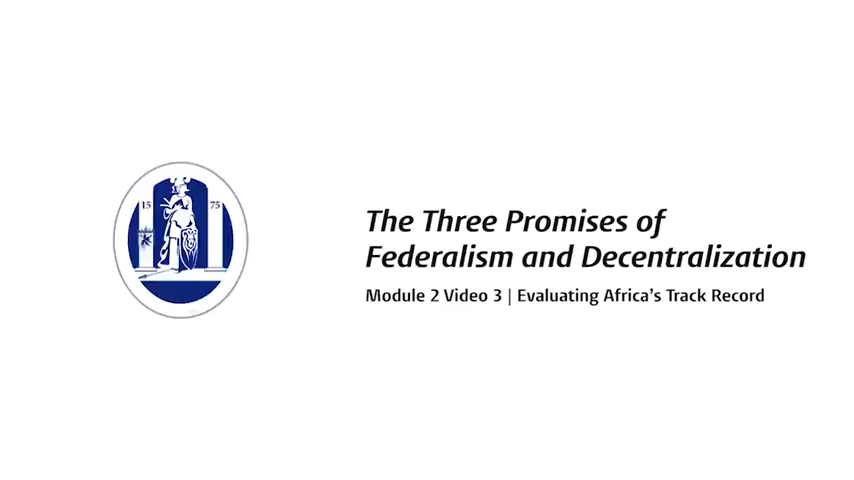 15 75
The Three Promises of
Federalism and Decentralization
Module 2 Video 3 | Evaluating Africa's Track Record